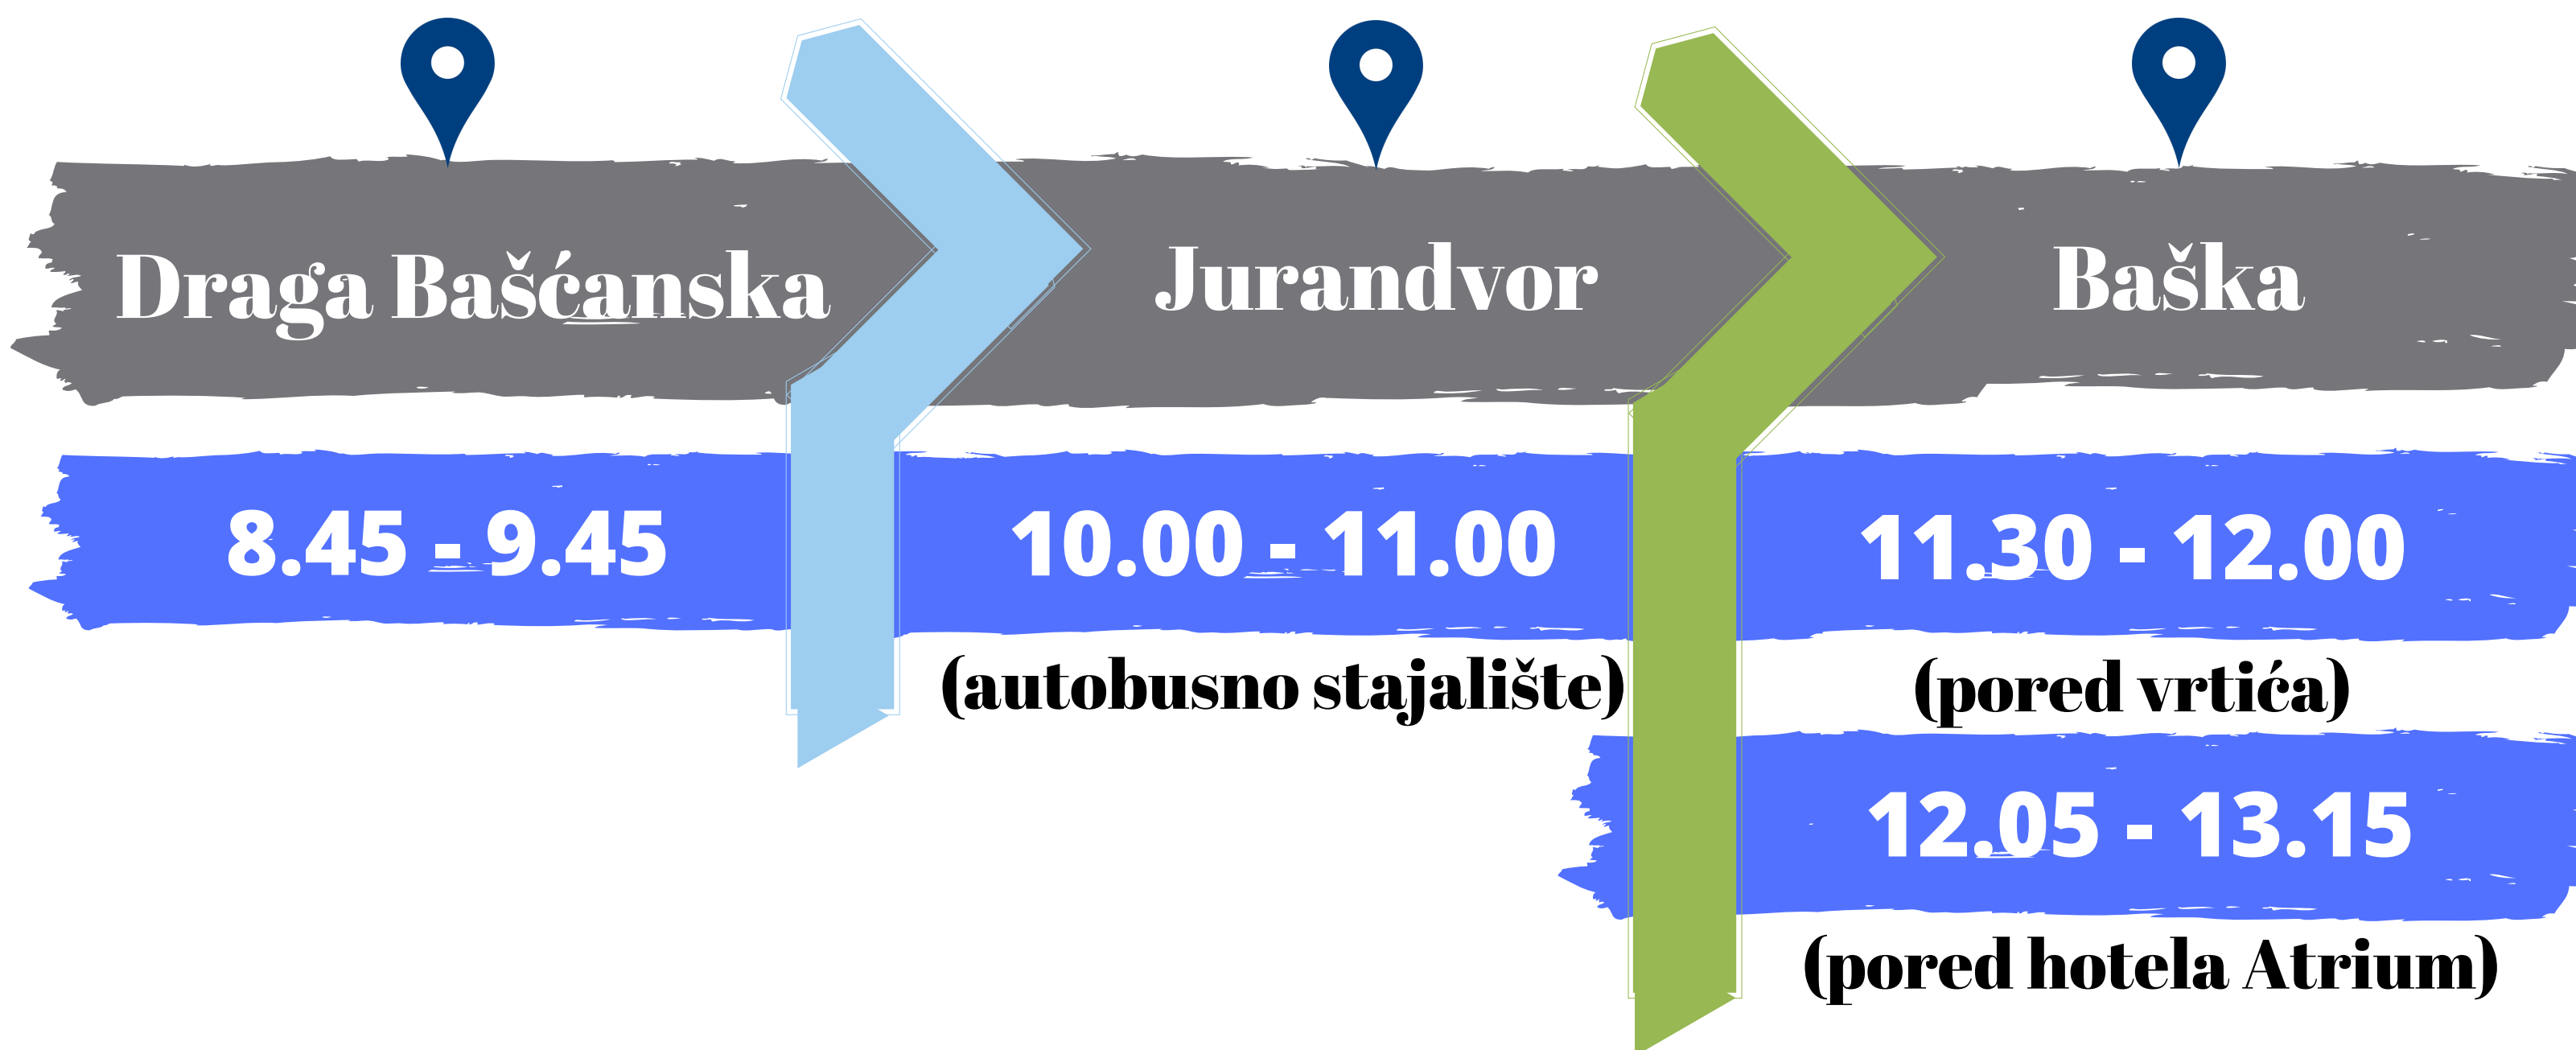 Draga Bašćanska
Jurandvor
Baška
8.45 - 9.45
10.00 - 11.00
11.30 - 12.00
(autobusno stajalište)
(pored vrtića)
12.05 - 13.15
(pored hotela Atrium)